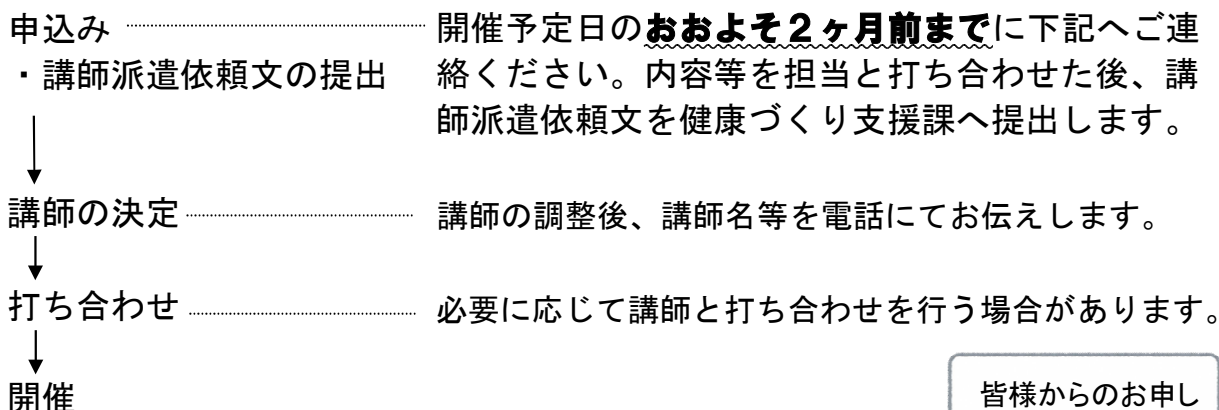 申込み
・講師派遣依頼文の提出
開催予定日のおおよそ2ヶ月前までに下記へご連
絡ください。内容等を担当と打ち合わせた後、講
師派遣依頼文を健康づくり支援課へ提出します。
講師の決定
講師の調整後、講師名等を電話にてお伝えします。
打ち合わせ
必要に応じて講師と打ち合わせを行う場合があります。
開催
皆様からのお申し